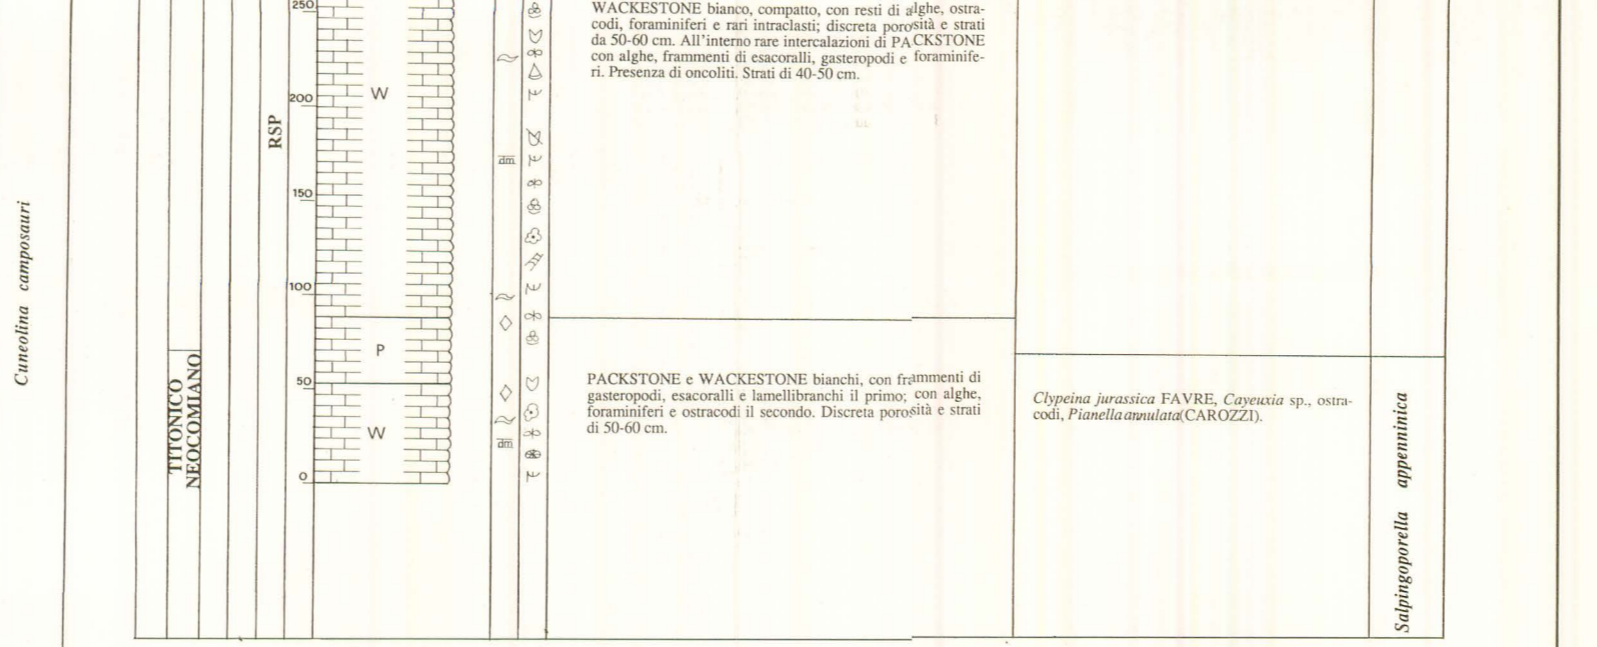 250
WACKESTONE bianco, compatto, con resti di alghe, ostra-
codi, foraminiferi e rari intraclasti; discreta porosità e strati
da 50-60 cm. All'interno rare intercalazioni di PACKSTONE
con alghe, frammenti di esacoralli, gasteropodi e foraminife-
ri. Presenza di oncoliti. Strati di 40-50 cm.
W
200
RSP
dm
150
Cuneolina camposauri
100
P
TITONICO
NEOCOMIANO
50
PACKSTONE e WACKESTONE bianchi, con frammenti di
gasteropodi, esacoralli e lamellibranchi il primo; con alghe,
foraminiferi e ostracodi il secondo. Discreta porosità e strati
di 50-60 cm.
Clypeina jurassica FAVRE, Cayeuxia sp., ostra-
codi, Pianella annulata (CAROZZI).
Salpingoporella appenninica
W
dm
0